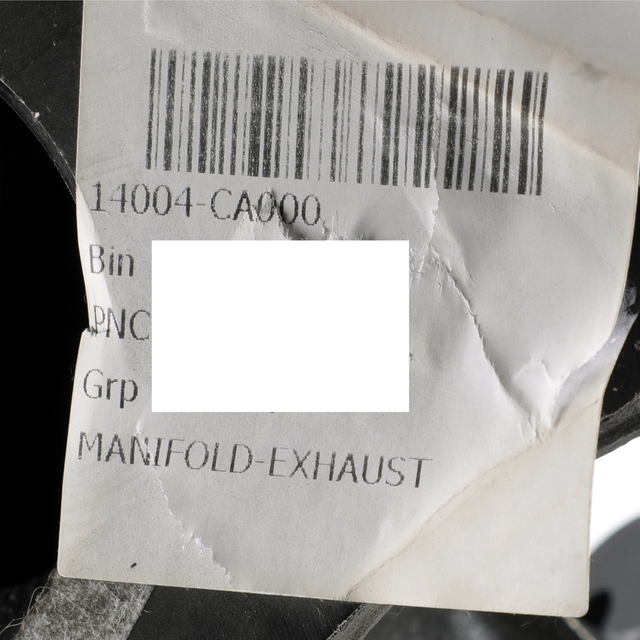 14004-CA000
Bin
PNC
Grp
MANIFOLD-EXHAUST